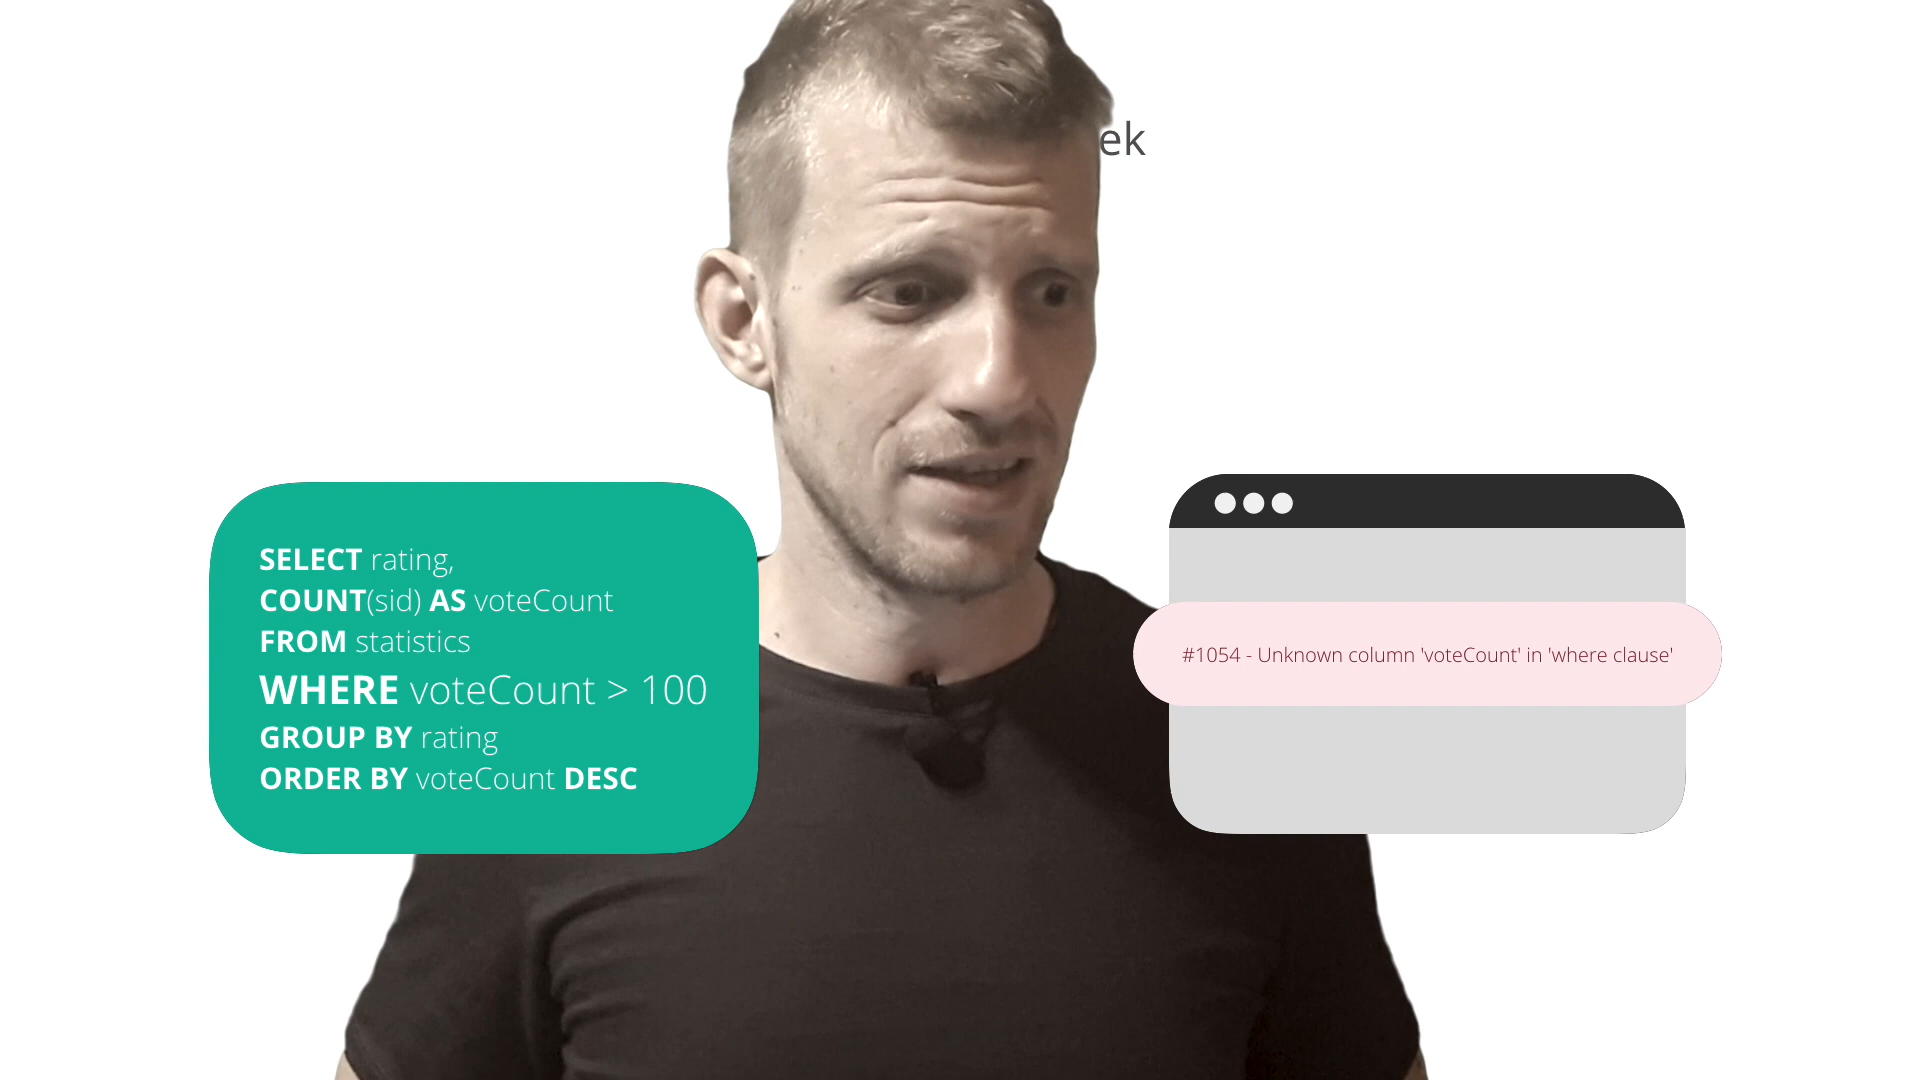 ek
SELECT rating,
COUNT(sid) AS voteCount
FROM statistics
WHERE voteCount > 100
GROUP BY rating
ORDER BY voteCount DESC
#1054 - Unknown column 'voteCount' in 'where clause'